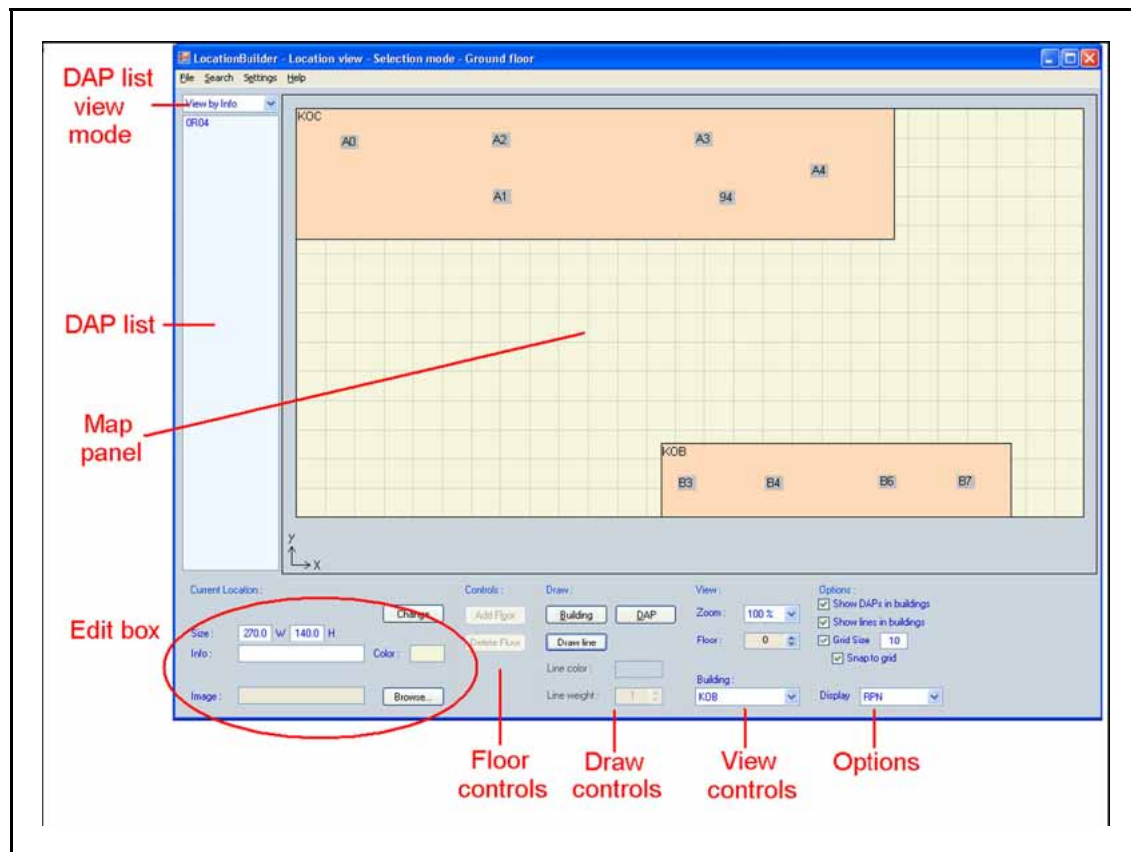 LocationBuilder - Location view - Selection mode - Ground floor
File Search Settings Help
DAP list
view
mode
View by Info
0R04
KOC
A0
A2
A3
A4
A1
94
DAP list
Map
panel
KOB
B3
B4
B6
B7
y
x
Edit box
Current Location :
Change
Size : 270.0 W 140.0 H
Info :
Color :
Image :
Browse...
Controls :
Add Floor
Delete Floor
Draw :
Building
DAP
Draw line
Line color :
Line weight : 1
View :
Zoom : 100 %
Floor : 0
Building :
KOB
Options :
Show DAPs in buildings
Show lines in buildings
Grid Size 10
Snap to grid
Display RPN
Floor
controls
Draw
controls
View
controls
Options